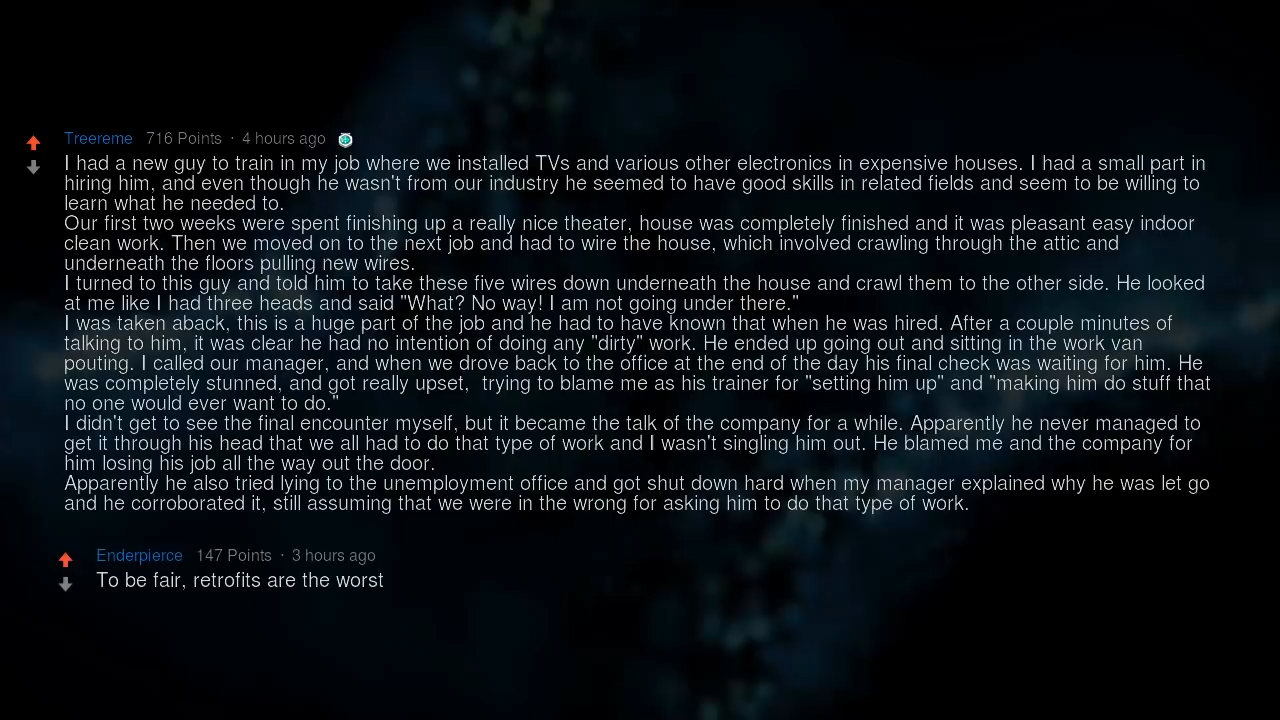 Treereme 716 Points · 4 hours ago
I had a new guy to train in my job where we installed TVs and various other electronics in expensive houses. I had a small part in
hiring him, and even though he wasn't from our industry he seemed to have good skills in related fields and seem to be willing to
learn what he needed to.
Our first two weeks were spent finishing up a really nice theater, house was completely finished and it was pleasant easy indoor
clean work. Then we moved on to the next job and had to wire the house, which involved crawling through the attic and
underneath the floors pulling new wires.
I turned to this guy and told him to take these five wires down underneath the house and crawl them to the other side. He looked
at me like I had three heads and said "What? No way! I am not going under there."
I was taken aback, this is a huge part of the job and he had to have known that when he was hired. After a couple minutes of
talking to him, it was clear he had no intention of doing any "dirty" work. He ended up going out and sitting in the work van
pouting. I called our manager, and when we drove back to the office at the end of the day his final check was waiting for him. He
was completely stunned, and got really upset,  trying to blame me as his trainer for "setting him up" and "making him do stuff that
no one would ever want to do."
I didn't get to see the final encounter myself, but it became the talk of the company for a while. Apparently he never managed to
get it through his head that we all had to do that type of work and I wasn't singling him out. He blamed me and the company for
him losing his job all the way out the door.
Apparently he also tried lying to the unemployment office and got shut down hard when my manager explained why he was let go
and he corroborated it, still assuming that we were in the wrong for asking him to do that type of work.
Enderpierce 147 Points · 3 hours ago
To be fair, retrofits are the worst